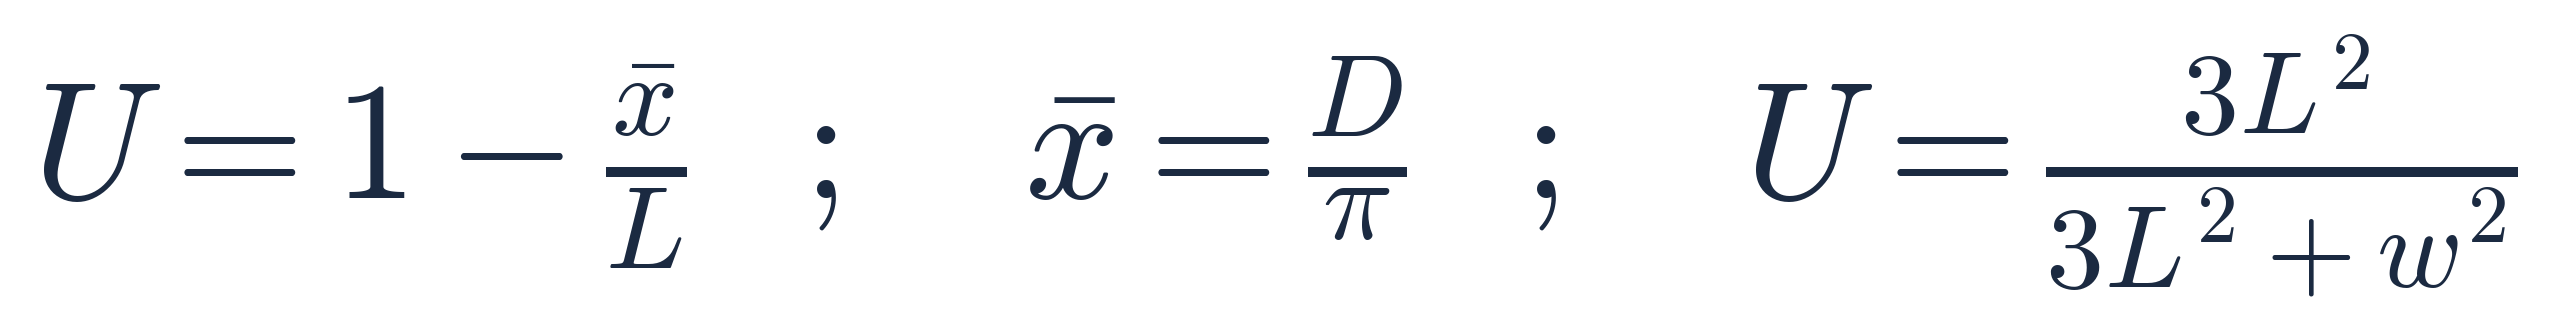 U = 1 − x̄/L ; x̄ = D/π ; U = 3L²/(3L² + w²)